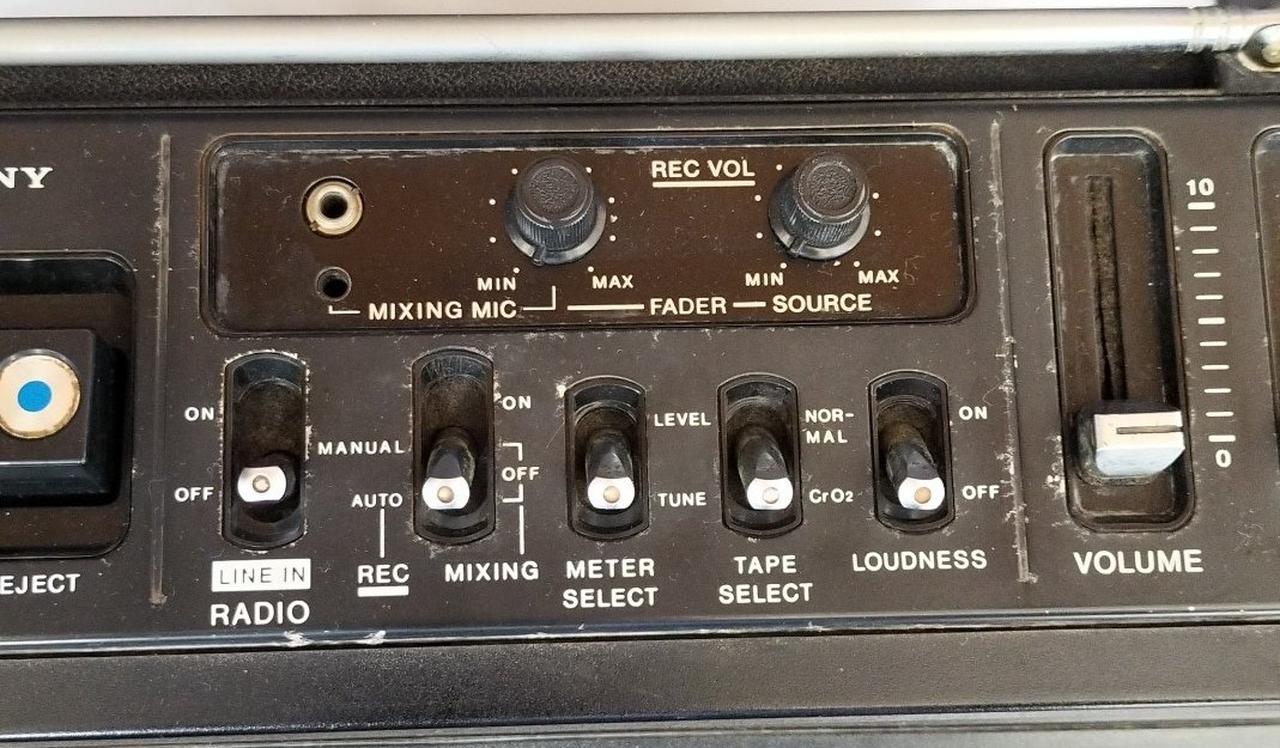 NY
REC VOL
10
MIN
MAX
MIN
MAX
MIXING MIC
FADER
SOURCE
ON
ON
LEVEL
NOR-
MAL
ON
MANUAL
OFF
0
OFF
AUTO
TUNE
CrO2
OFF
EJECT
LINE IN
RADIO
REC
MIXING
METER
SELECT
TAPE
SELECT
LOUDNESS
VOLUME